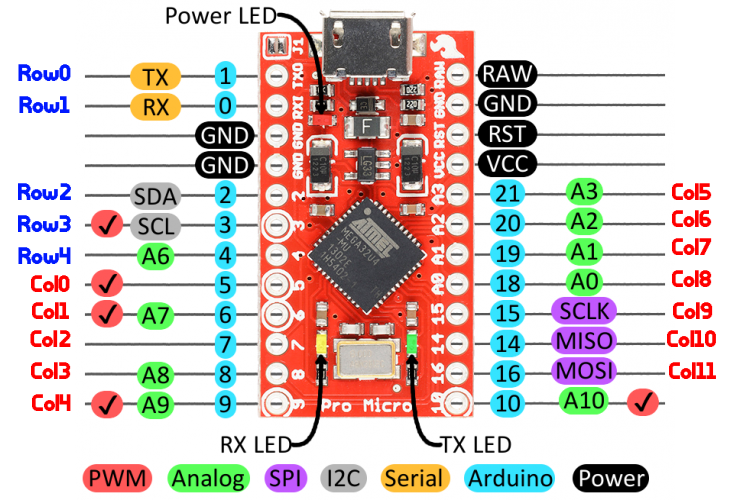 Power LED
J1
Row0 TX 1 TXO RAW RAW
Row1 RX 0 RXI GND GND
GND GND RST RST
GND GND VCC VCC
Row2 SDA 2 2 A3 21 A3 Col5
Row3 ✓ SCL 3 3 A2 20 A2 Col6
Row4 A6 4 4 A1 19 A1 Col7
Col0 ✓ 5 5 A0 18 A0 Col8
Col1 ✓ A7 6 6 15 15 SCLK Col9
Col2 7 7 14 14 MISO Col10
Col3 A8 8 8 16 16 MOSI Col11
Col4 ✓ A9 9 9 10 10 A10 ✓
F
LG33
ATMEL
MEGA32U4
Pro Micro
RX LED TX LED
PWM Analog SPI I2C Serial Arduino Power